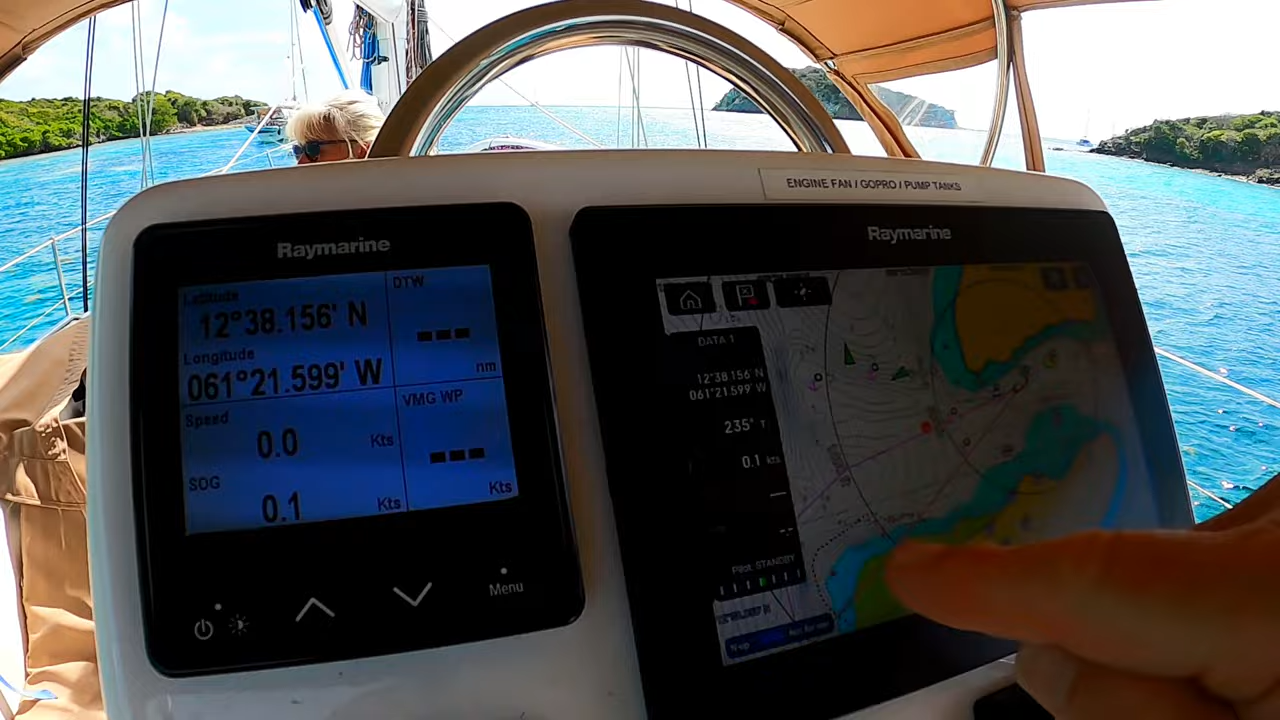 ENGINE FAN / GOPRO / PUMP TANKS
Raymarine
Latitude
12°38.156' N
Longitude
061°21.599' W
Speed
0.0 Kts
SOG
0.1 Kts
DTW
---
nm
VMG WP
---
Kts
Menu
Raymarine
DATA 1
12°38.156' N
061°21.599' W
235° T
0.1 kts
--
Pilot: STANDBY
N-up